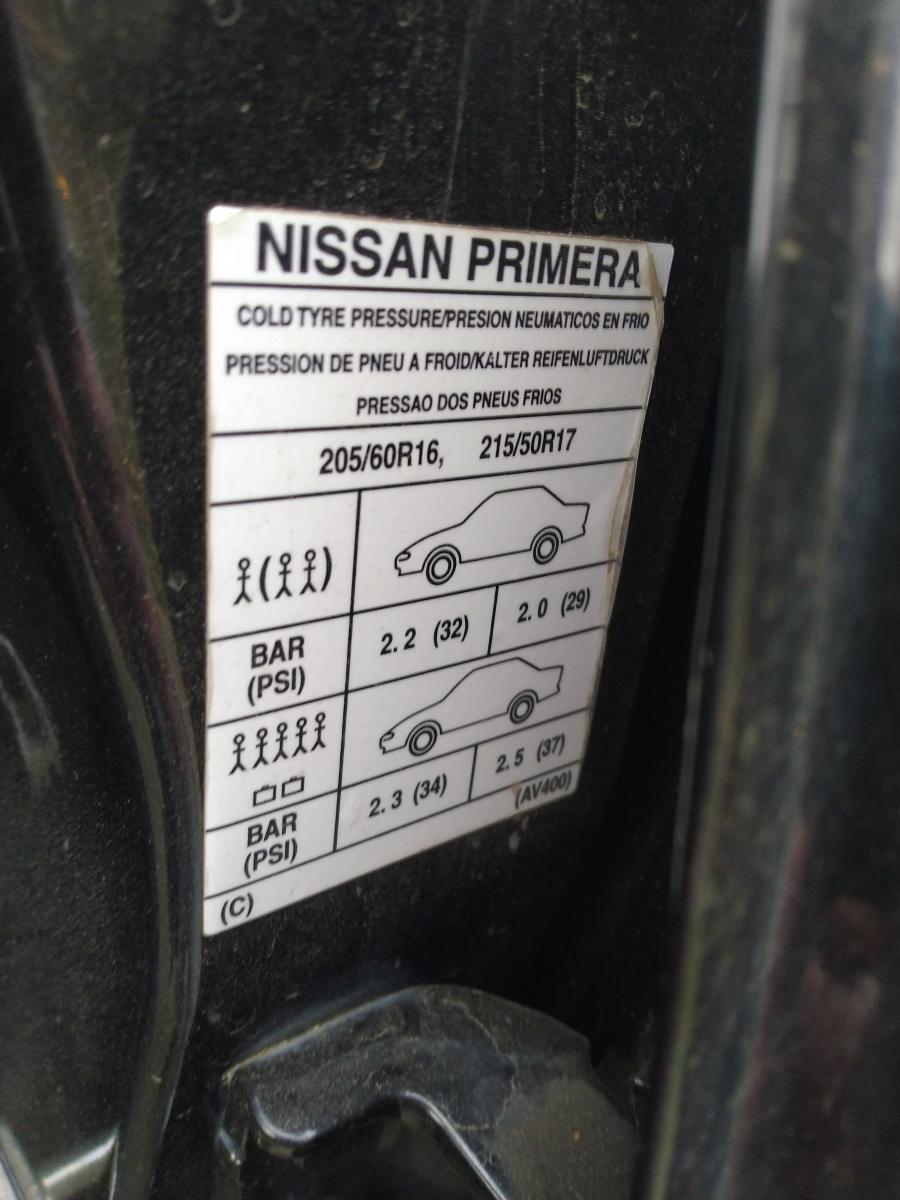 NISSAN PRIMERA
COLD TYRE PRESSURE/PRESION NEUMATICOS EN FRIO
PRESSION DE PNEU A FROID/KALTER REIFENLUFTDRUCK
PRESSAO DOS PNEUS FRIOS
205/60R16, 215/50R17
( )
BAR (PSI) 2.2 (32) 2.0 (29)
BAR (PSI) 2.3 (34) 2.5 (37)
(C) (AV400)